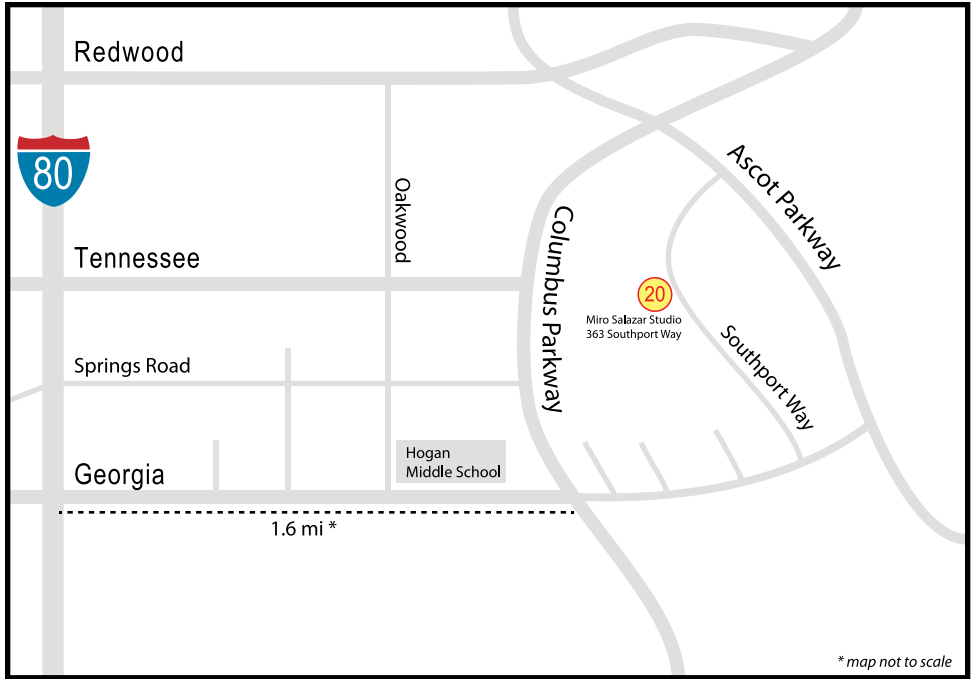 Redwood
80
Oakwood
Ascot Parkway
Tennessee
Columbus Parkway
20
Miro Salazar Studio
363 Southport Way
Southport Way
Springs Road
Georgia
Hogan
Middle School
1.6 mi *
* map not to scale